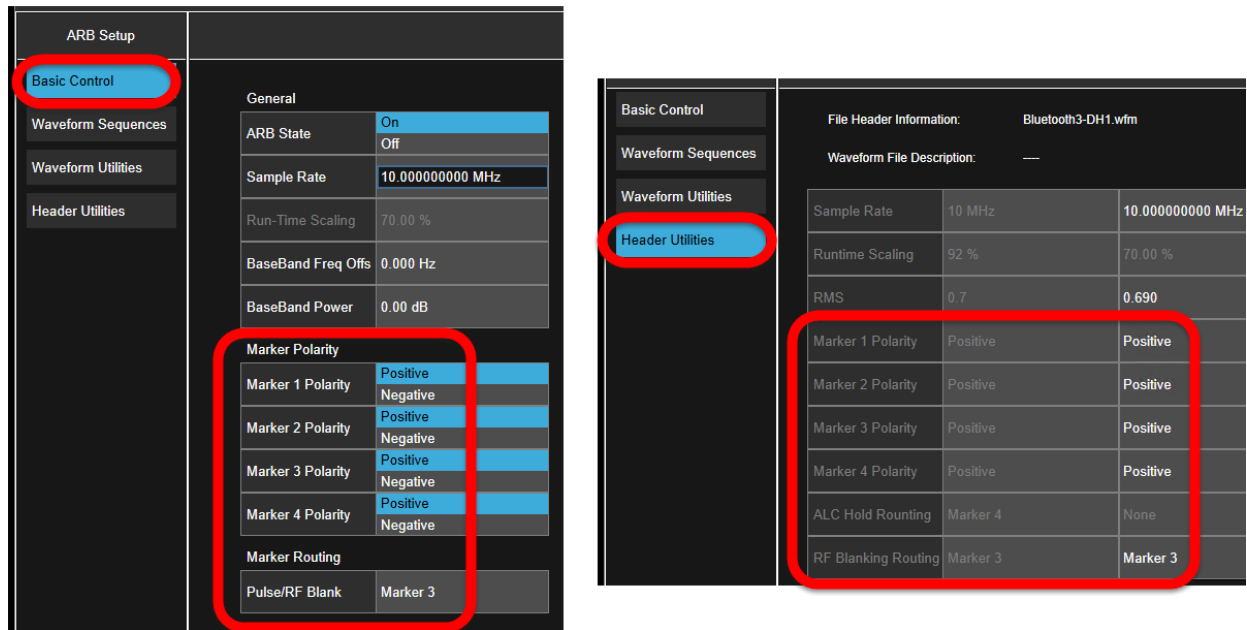 ARB Setup
Basic Control
Waveform Sequences
Waveform Utilities
Header Utilities
General
ARB State
On
Off
Sample Rate
10.000000000 MHz
Run-Time Scaling
70.00 %
BaseBand Freq Offs
0.000 Hz
BaseBand Power
0.00 dB
Marker Polarity
Marker 1 Polarity
Positive
Negative
Marker 2 Polarity
Positive
Negative
Marker 3 Polarity
Positive
Negative
Marker 4 Polarity
Positive
Negative
Marker Routing
Pulse/RF Blank
Marker 3
Basic Control
Waveform Sequences
Waveform Utilities
Header Utilities
File Header Information: Bluetooth3-DH1.wfm
Waveform File Description: ----
Sample Rate 10 MHz 10.000000000 MHz
Runtime Scaling 92 % 70.00 %
RMS 0.7 0.690
Marker 1 Polarity Positive Positive
Marker 2 Polarity Positive Positive
Marker 3 Polarity Positive Positive
Marker 4 Polarity Positive Positive
ALC Hold Rounting Marker 4 None
RF Blanking Routing Marker 3 Marker 3